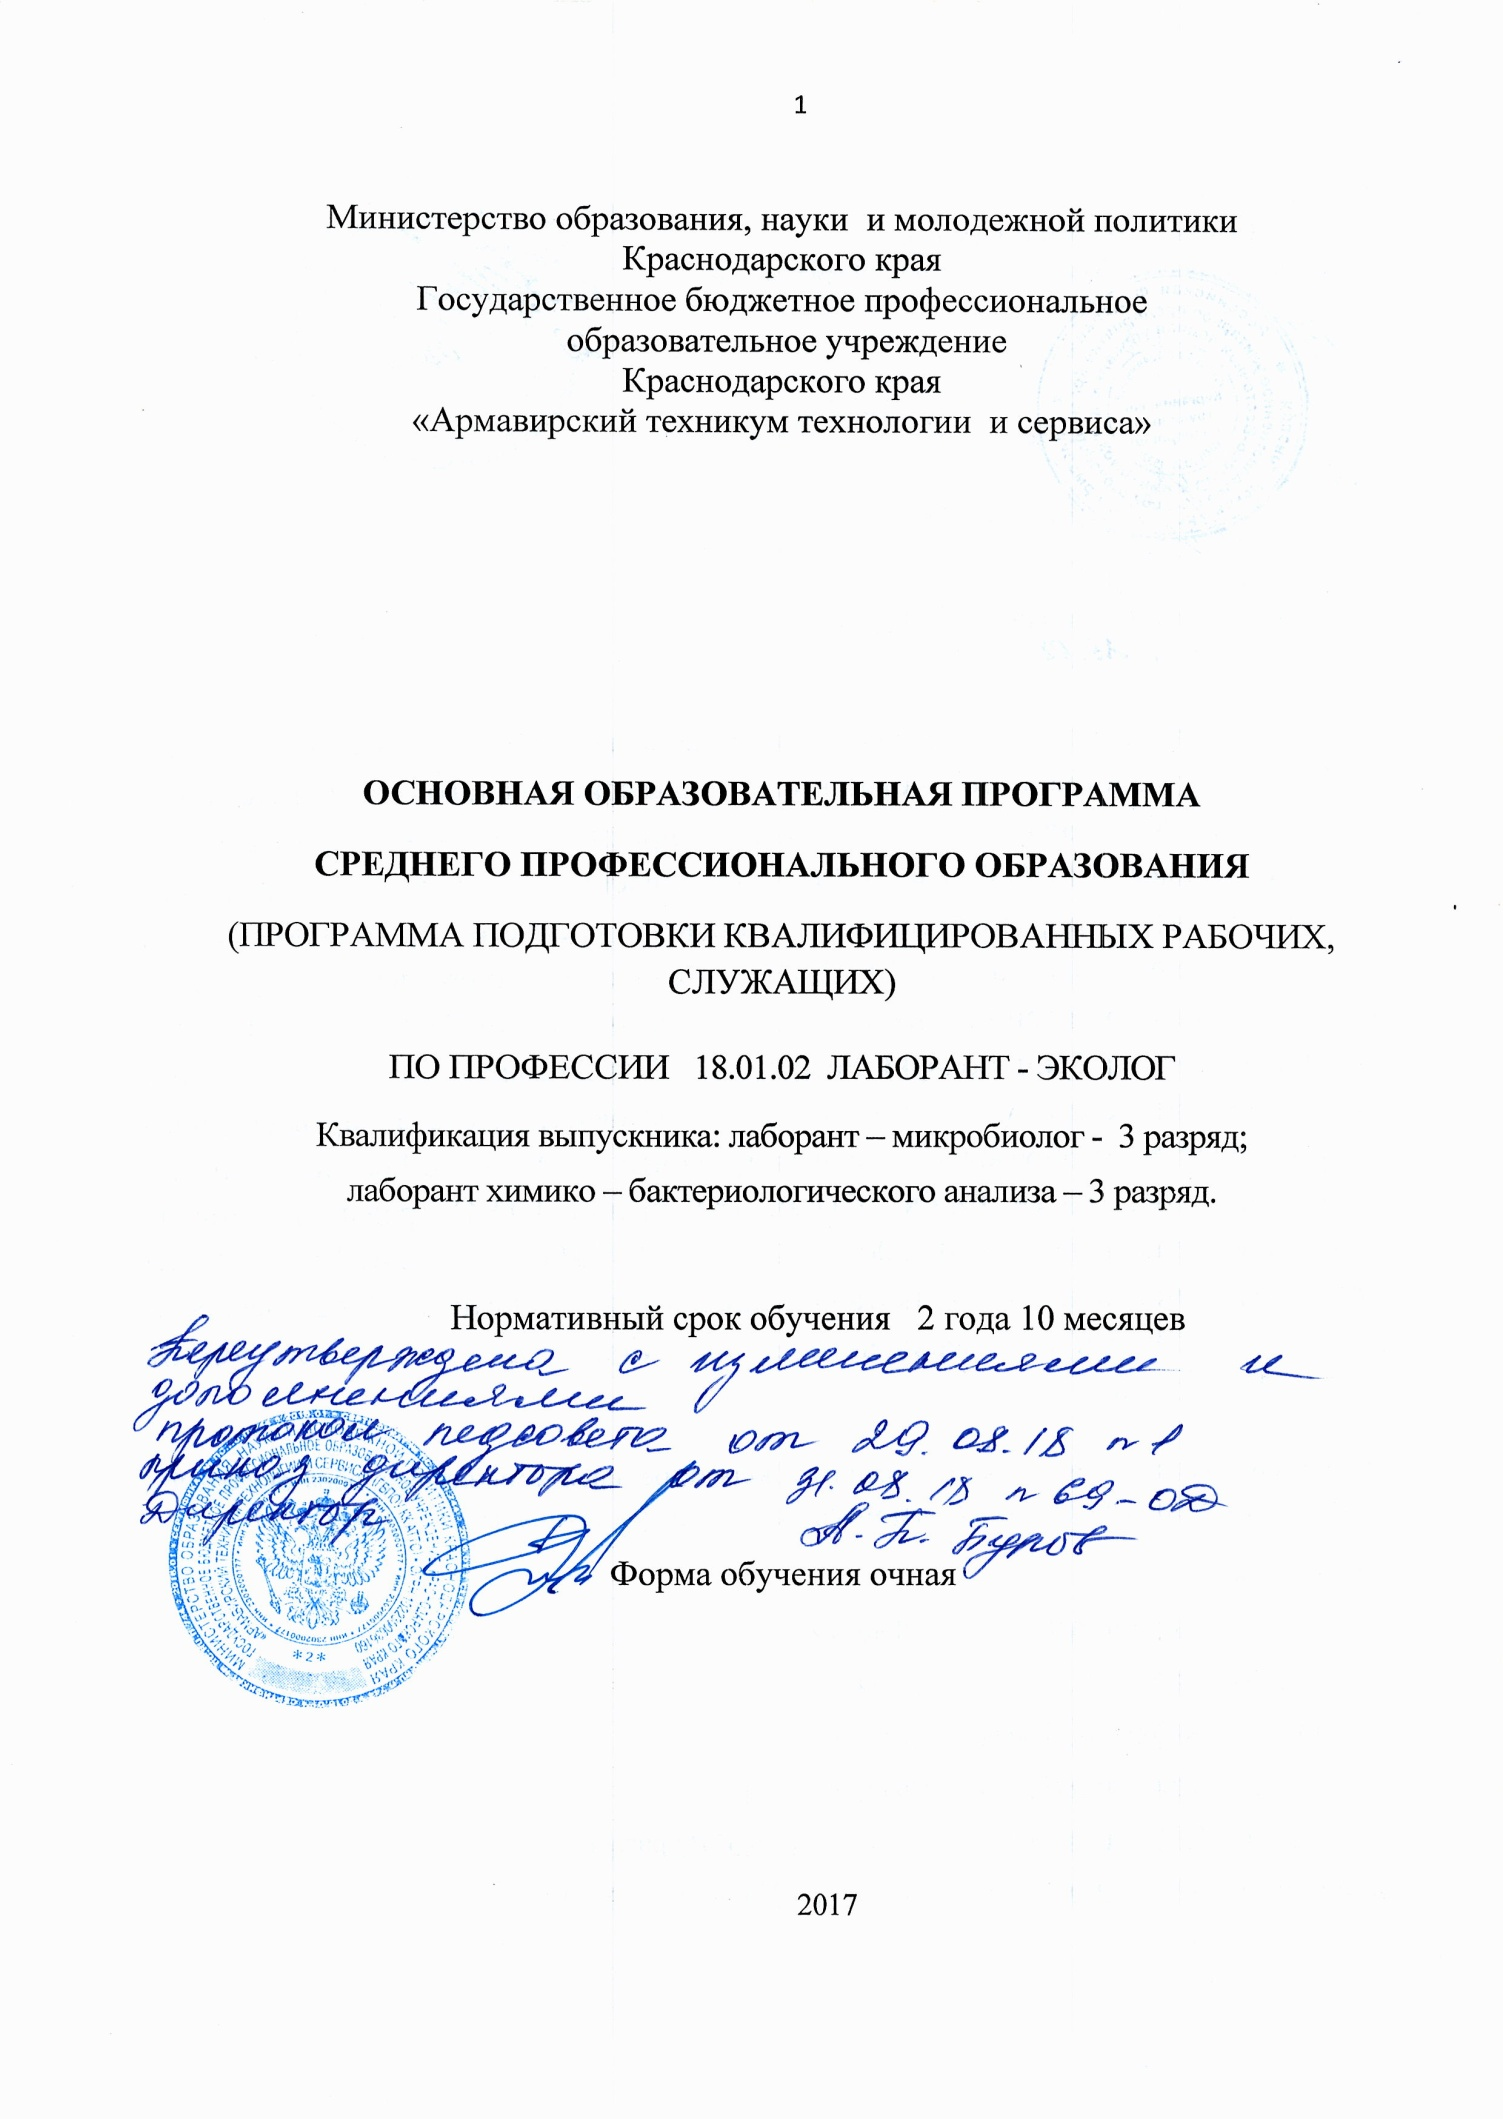 1
Министерство образования, науки и молодежной политики
Краснодарского края
Государственное бюджетное профессиональное
образовательное учреждение
Краснодарского края
«Армавирский техникум технологии и сервиса»
ОСНОВНАЯ ОБРАЗОВАТЕЛЬНАЯ ПРОГРАММА
СРЕДНЕГО ПРОФЕССИОНАЛЬНОГО ОБРАЗОВАНИЯ
(ПРОГРАММА ПОДГОТОВКИ КВАЛИФИЦИРОВАННЫХ РАБОЧИХ,
СЛУЖАЩИХ)
ПО ПРОФЕССИИ 18.01.02 ЛАБОРАНТ - ЭКОЛОГ
Квалификация выпускника: лаборант – микробиолог - 3 разряд;
лаборант химико – бактериологического анализа – 3 разряд.
Нормативный срок обучения 2 года 10 месяцев
Переутверждена с изменениями и
дополнениями
протокол педсовета от 29.08.18 № 1
приказ директора от 31.08.18 № 69-ОД
Директор
А. П. Буров
Форма обучения очная
*2*
2017